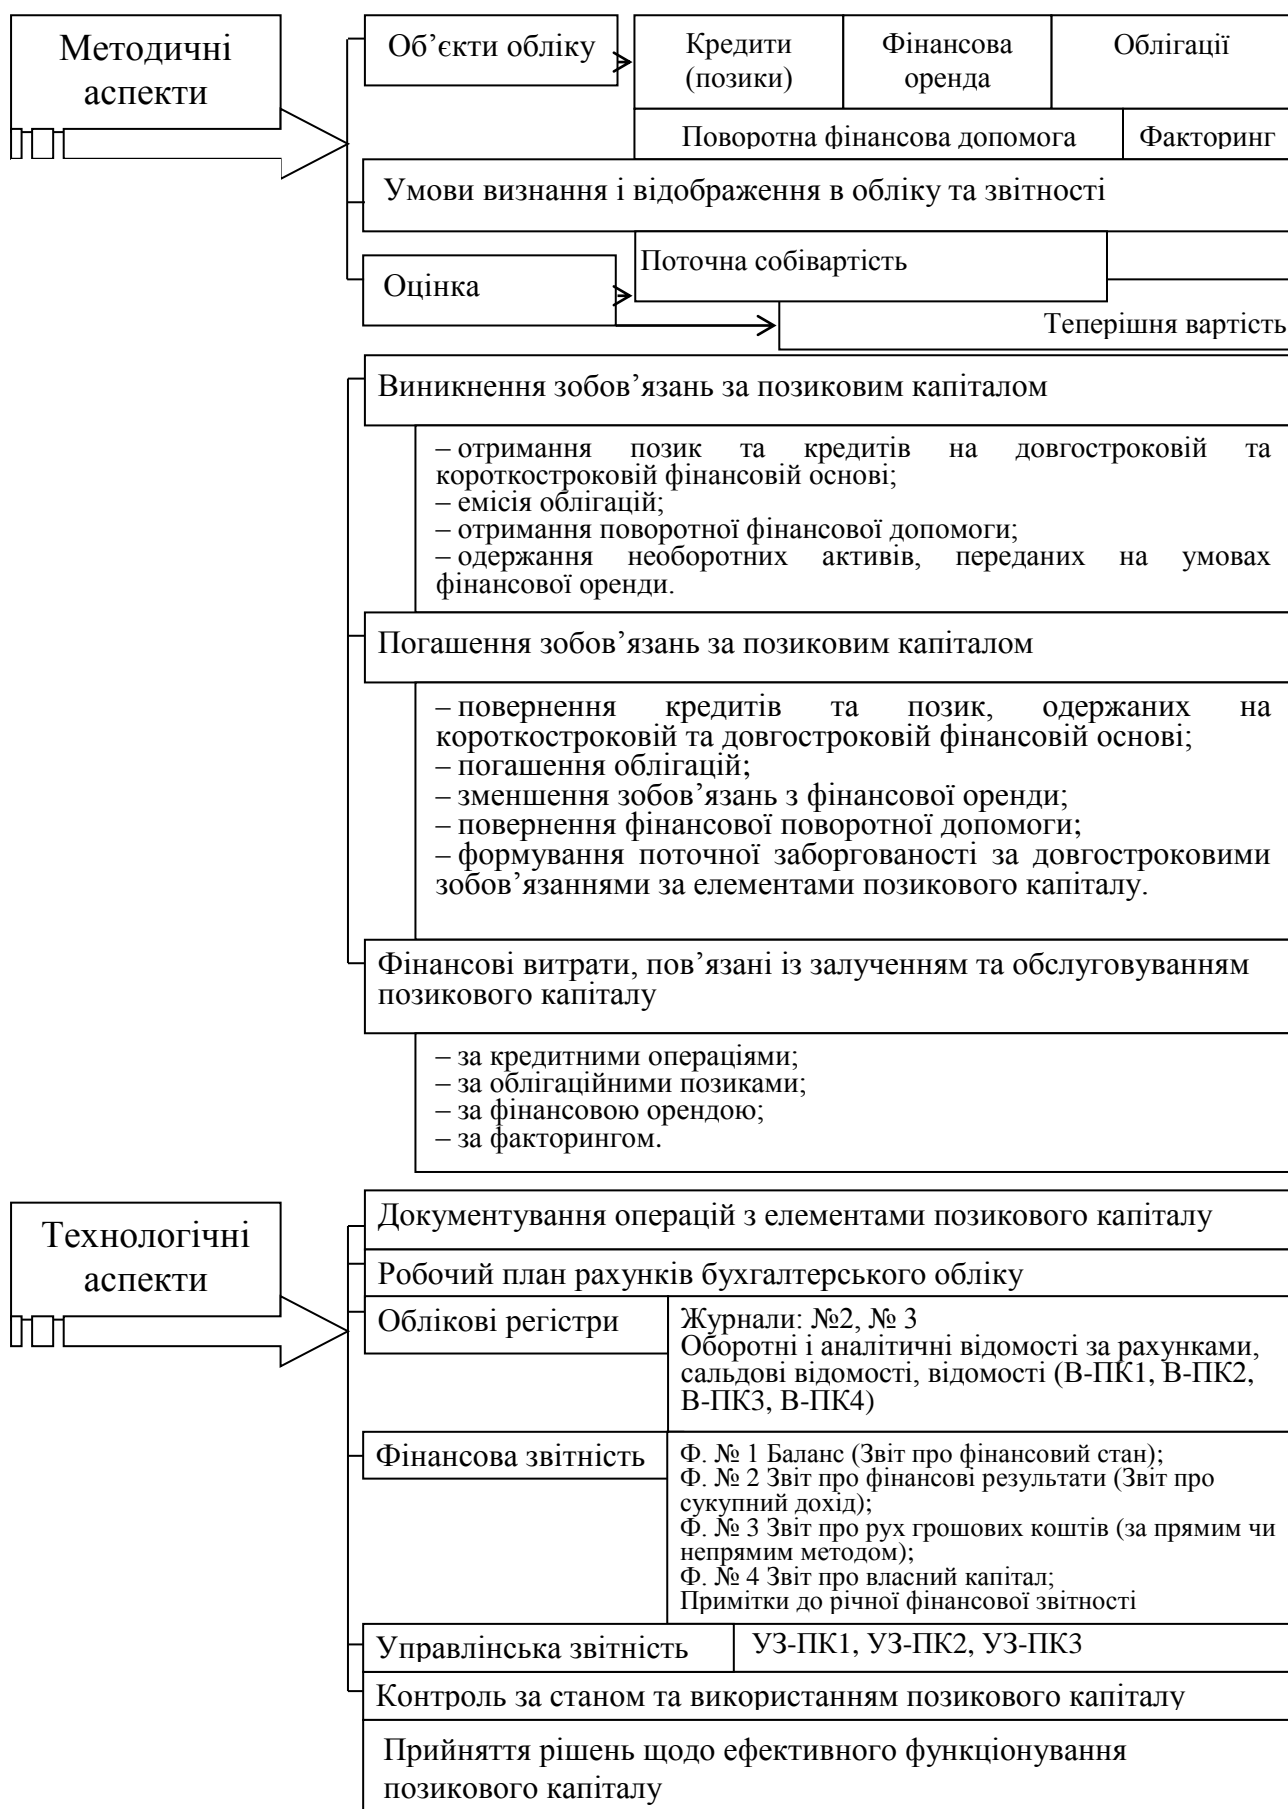 Методичні
аспекти
Об’єкти обліку
Кредити
(позики)
Фінансова
оренда
Облігації
Поворотна фінансова допомога
Факторинг
Умови визнання і відображення в обліку та звітності
Оцінка
Поточна собівартість
Теперішня вартість
Виникнення зобов’язань за позиковим капіталом
– отримання позик та кредитів на довгостроковій та
короткостроковій фінансовій основі;
– емісія облігацій;
– отримання поворотної фінансової допомоги;
– одержання необоротних активів, переданих на умовах
фінансової оренди.
Погашення зобов’язань за позиковим капіталом
– повернення кредитів та позик, одержаних на
короткостроковій та довгостроковій фінансовій основі;
– погашення облігацій;
– зменшення зобов’язань з фінансової оренди;
– повернення фінансової поворотної допомоги;
– формування поточної заборгованості за довгостроковими
зобов’язаннями за елементами позикового капіталу.
Фінансові витрати, пов’язані із залученням та обслуговуванням
позикового капіталу
– за кредитними операціями;
– за облігаційними позиками;
– за фінансовою орендою;
– за факторингом.
Технологічні
аспекти
Документування операцій з елементами позикового капіталу
Робочий план рахунків бухгалтерського обліку
Облікові регістри
Журнали: №2, № 3
Оборотні і аналітичні відомості за рахунками,
сальдові відомості, відомості (В-ПК1, В-ПК2,
В-ПК3, В-ПК4)
Фінансова звітність
Ф. № 1 Баланс (Звіт про фінансовий стан);
Ф. № 2 Звіт про фінансові результати (Звіт про
сукупний дохід);
Ф. № 3 Звіт про рух грошових коштів (за прямим чи
непрямим методом);
Ф. № 4 Звіт про власний капітал;
Примітки до річної фінансової звітності
Управлінська звітність
УЗ-ПК1, УЗ-ПК2, УЗ-ПК3
Контроль за станом та використанням позикового капіталу
Прийняття рішень щодо ефективного функціонування
позикового капіталу